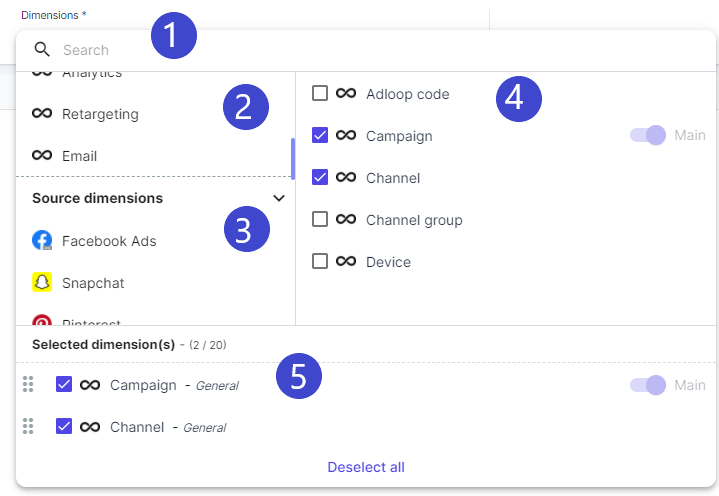 Dimensions *
1
Search
Analytics
2
Retargeting
Email
Source dimensions
3
Facebook Ads
Snapchat
Pinterest
4
Adloop code
Campaign Main
Channel
Channel group
Device
Selected dimension(s) - (2 / 20)
5
Campaign - General Main
Channel - General
Deselect all